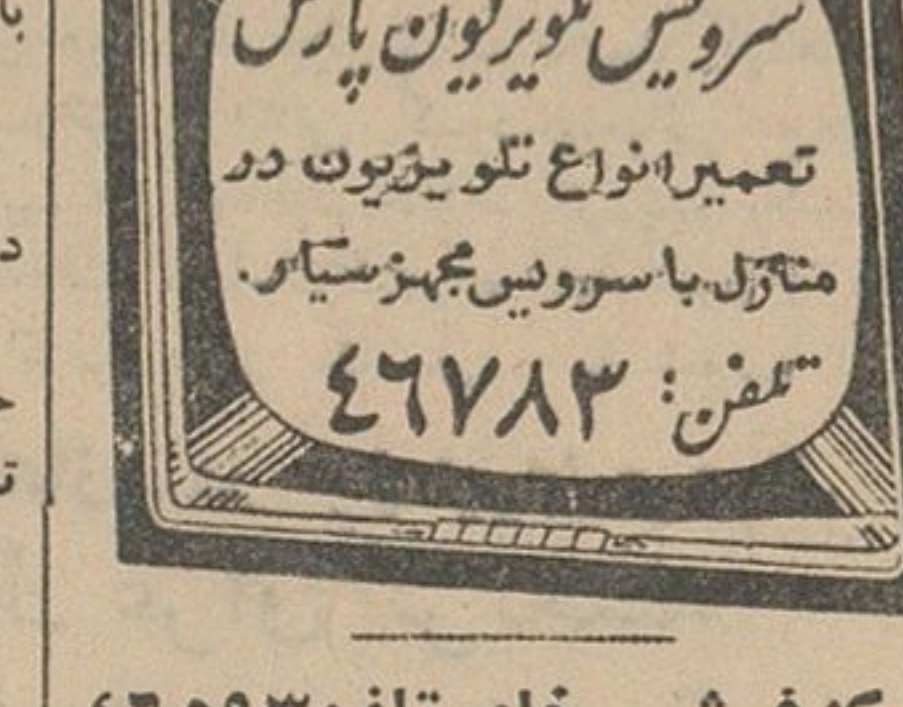 سرویس تلویزیون پارس
تعمیر انواع تلویزیون در
منازل با سرویس مجهز سیار.
تلفن: ٤٦٧٨٣